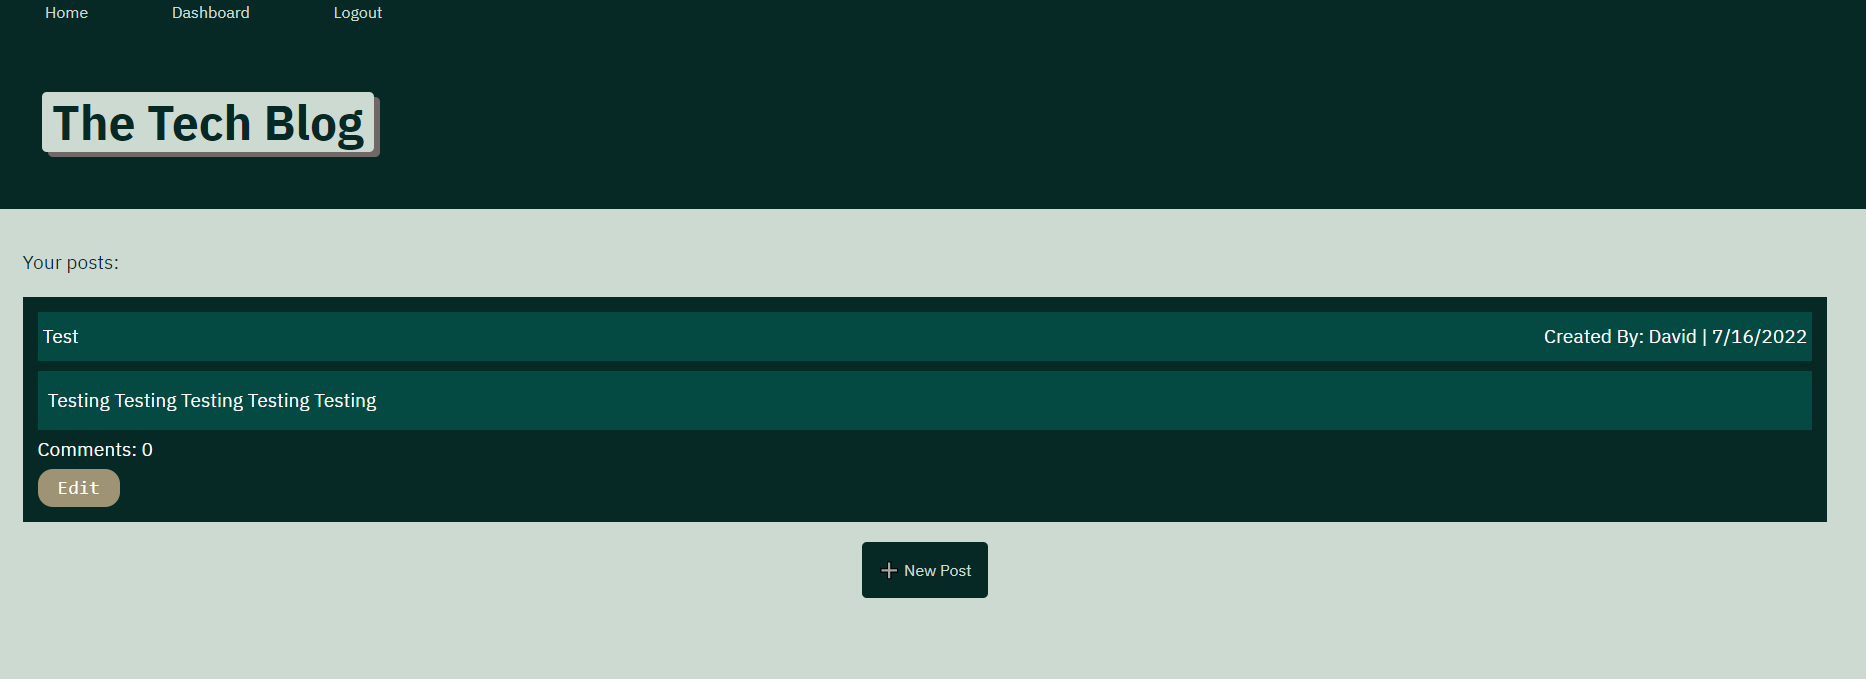 Home Dashboard Logout
The Tech Blog
Your posts:
Test Created By: David | 7/16/2022
Testing Testing Testing Testing Testing
Comments: 0
Edit
New Post